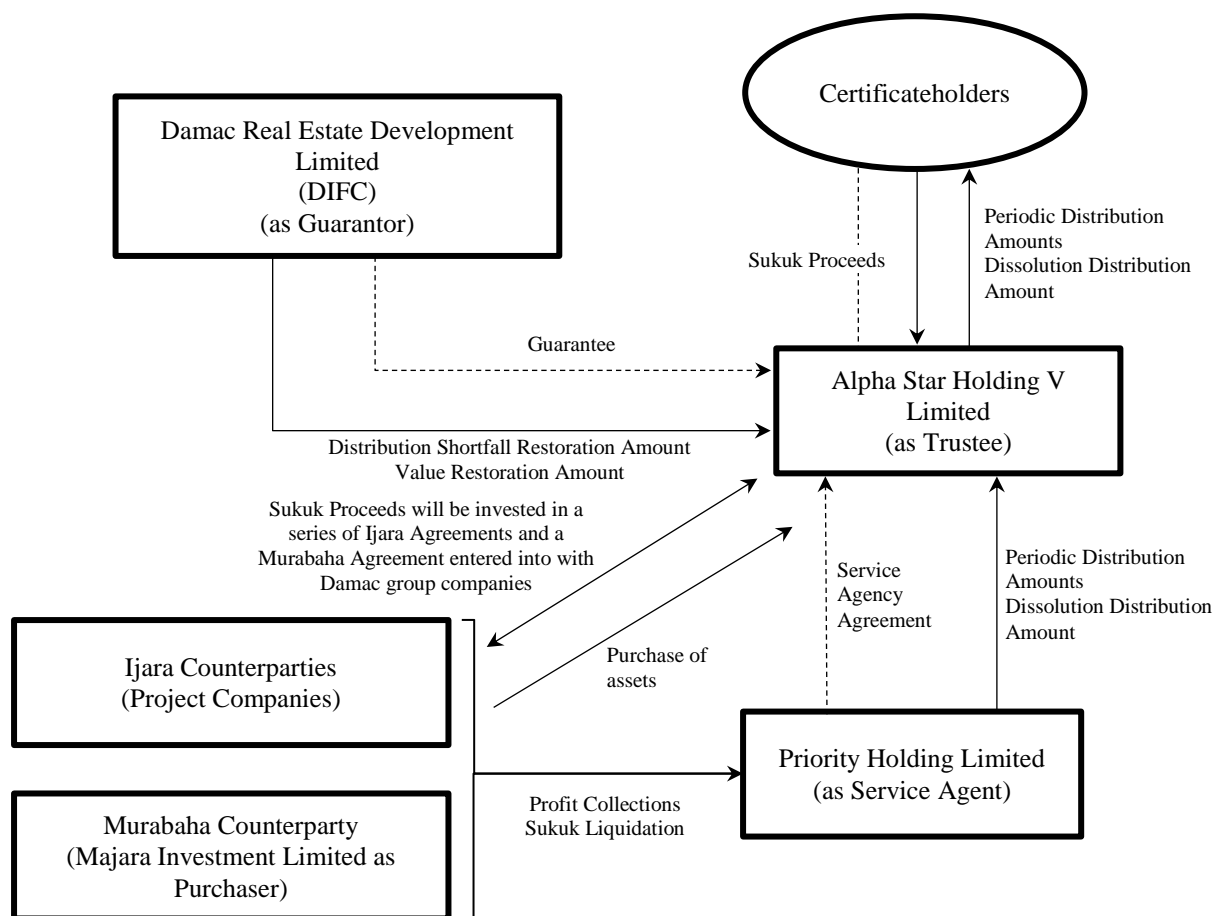 Certificateholders
Damac Real Estate Development
Limited
(DIFC)
(as Guarantor)
Periodic Distribution
Amounts
Dissolution Distribution
Amount
Sukuk Proceeds
Guarantee
Alpha Star Holding V
Limited
(as Trustee)
Distribution Shortfall Restoration Amount
Value Restoration Amount
Sukuk Proceeds will be invested in a
series of Ijara Agreements and a
Murabaha Agreement entered into with
Damac group companies
Service
Agency
Agreement
Periodic Distribution
Amounts
Dissolution Distribution
Amount
Ijara Counterparties
(Project Companies)
Purchase of
assets
Priority Holding Limited
(as Service Agent)
Profit Collections
Sukuk Liquidation
Murabaha Counterparty
(Majara Investment Limited as
Purchaser)